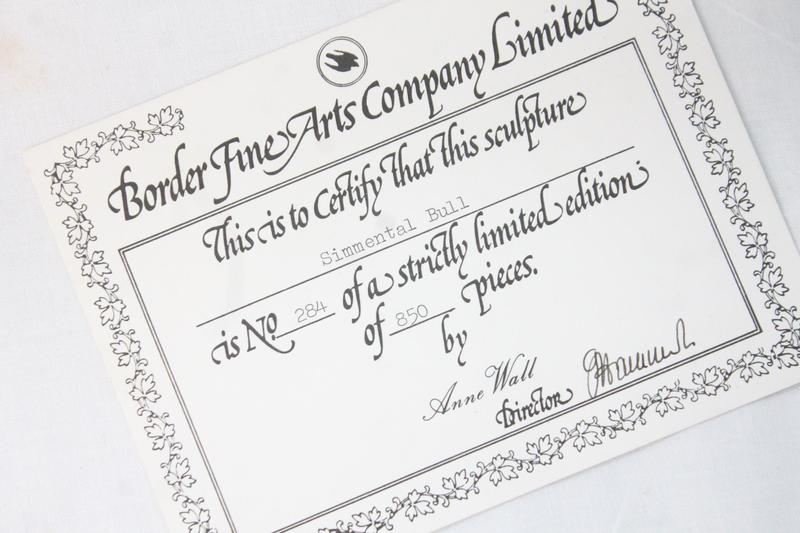 Border Fine Arts Company Limited
This is to Certify that this sculpture
Simmental Bull
is No. 284 of a strictly limited edition
of 850 pieces.
by
Anne Wall
Director